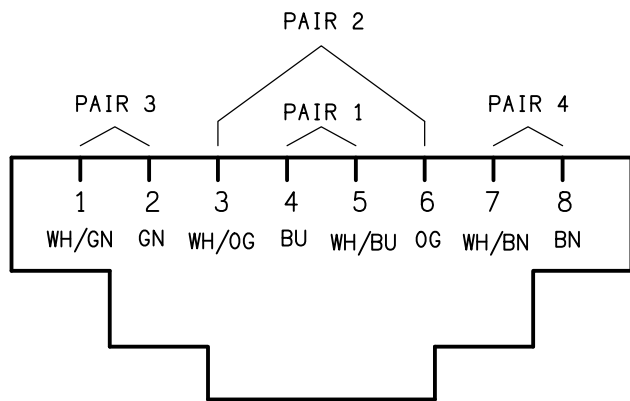 PAIR 2
PAIR 3 PAIR 1 PAIR 4
1 2 3 4 5 6 7 8
WH/GN GN WH/OG BU WH/BU OG WH/BN BN